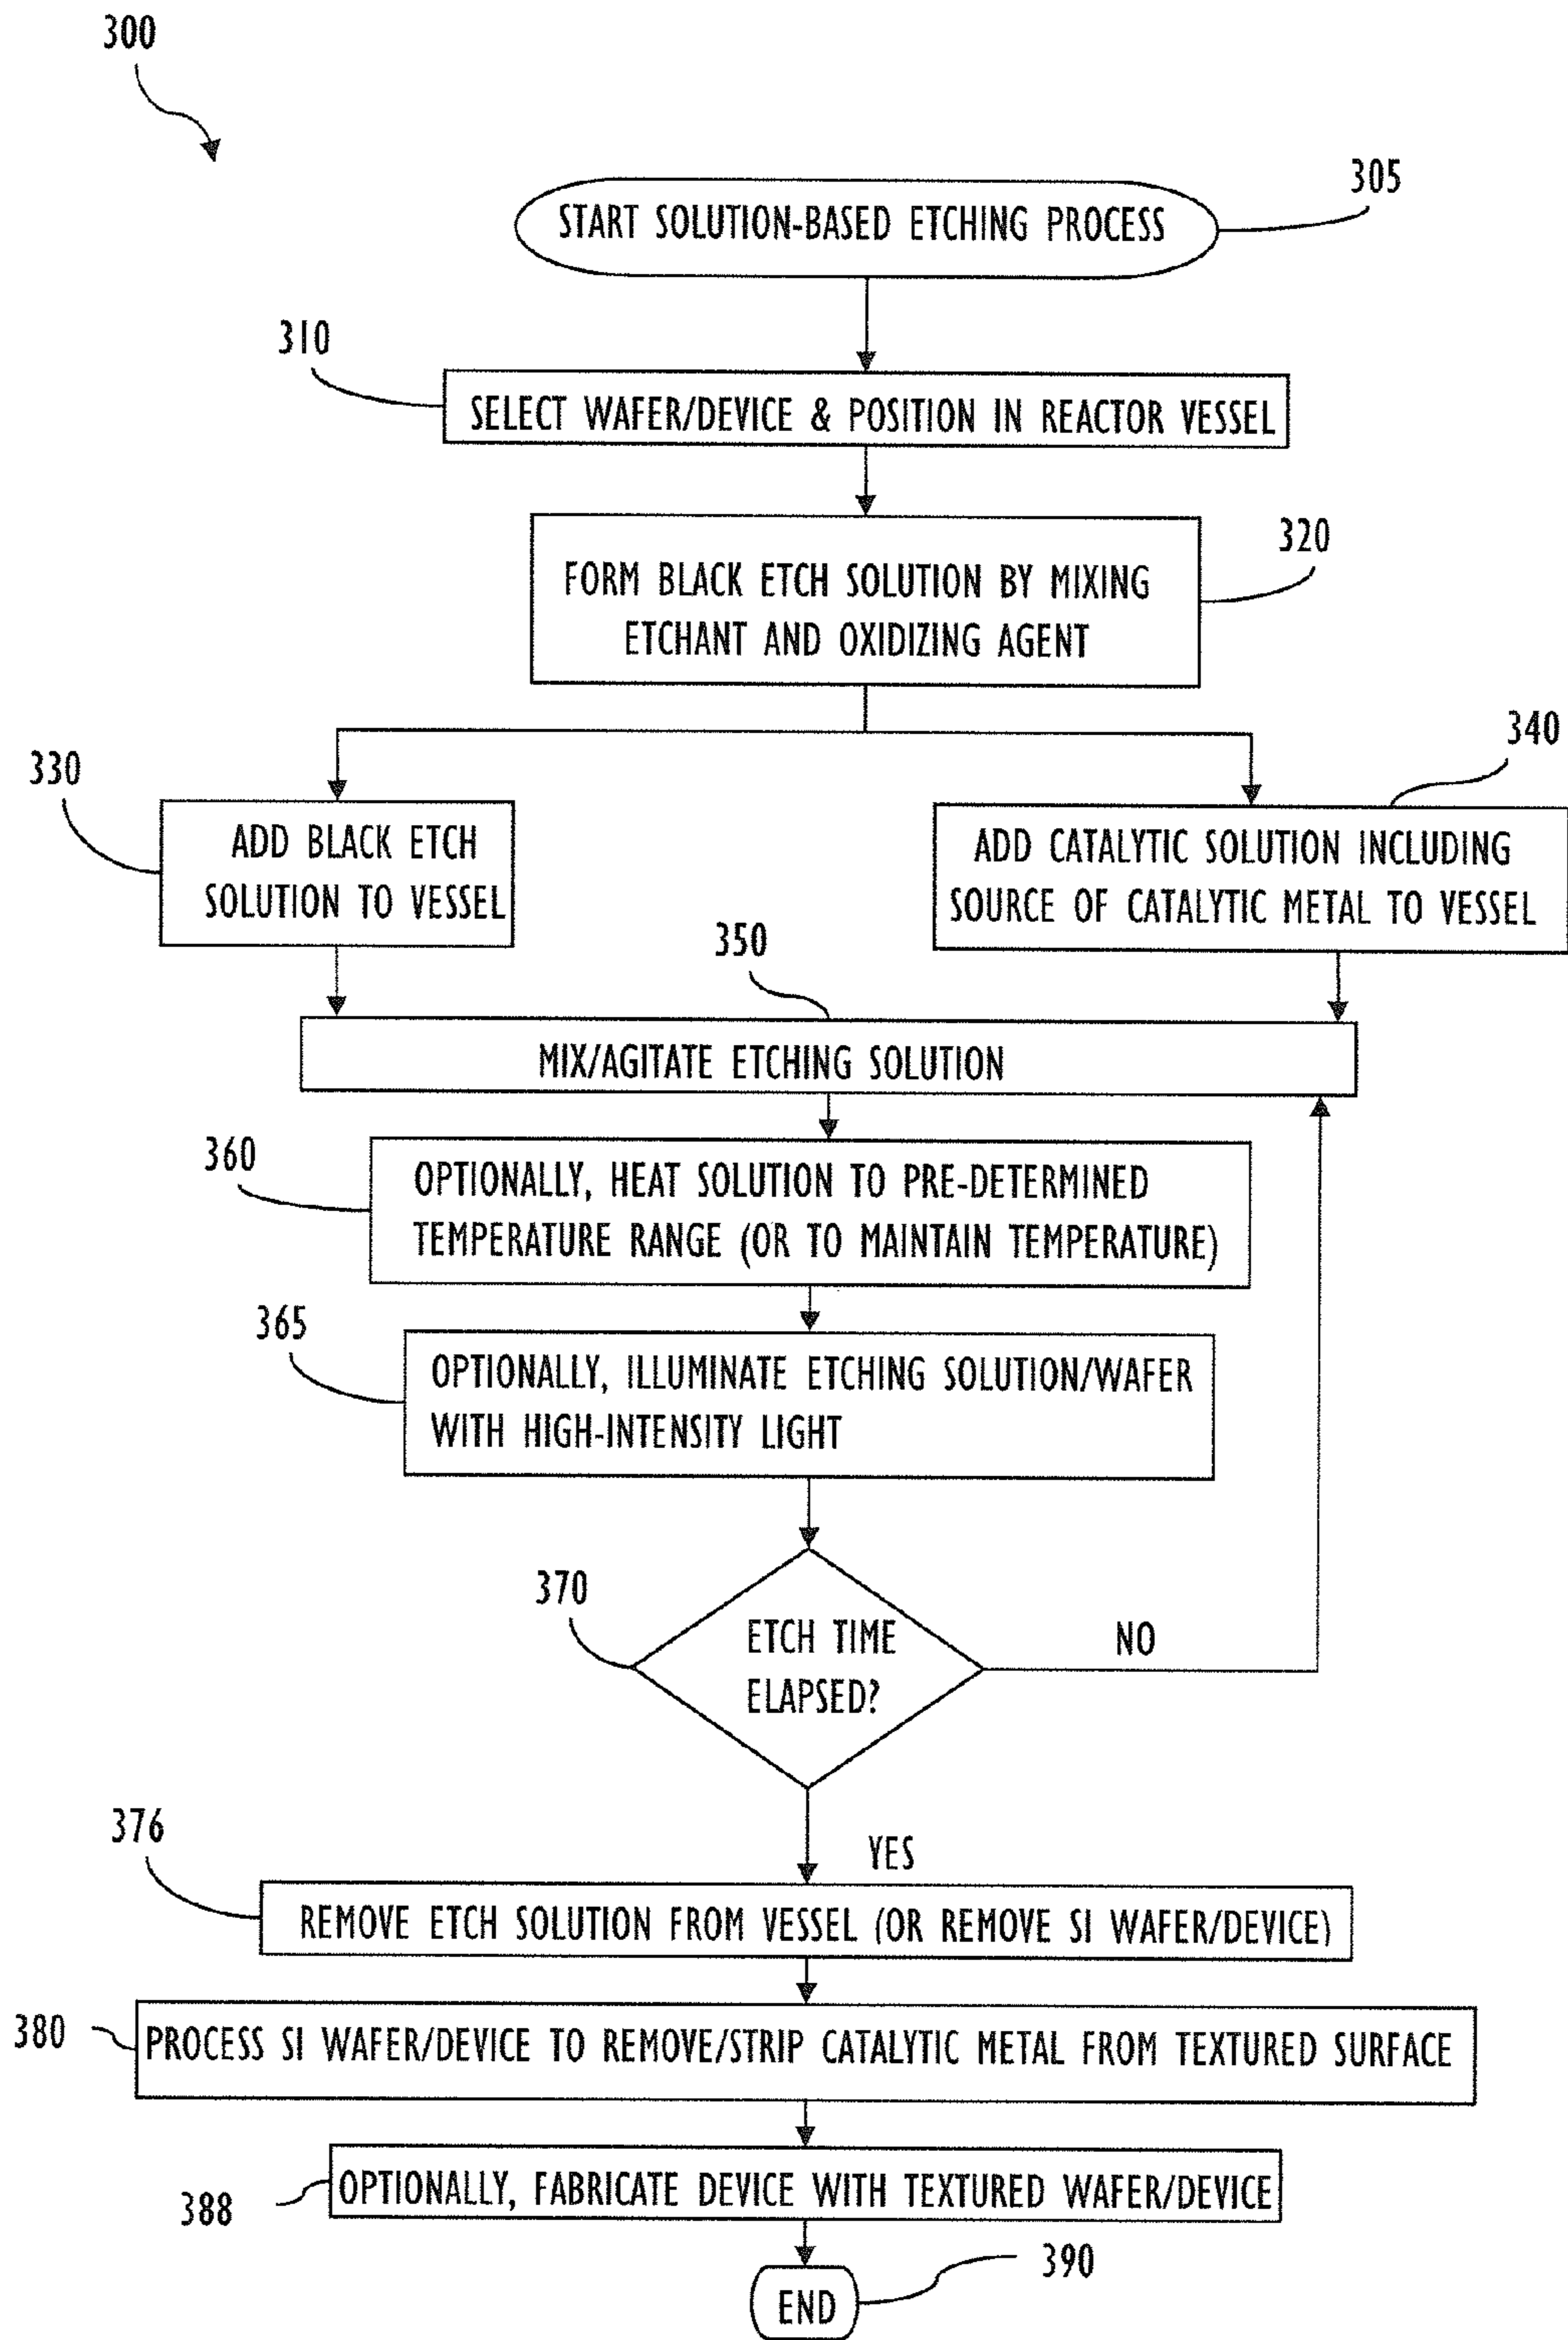 300
START SOLUTION-BASED ETCHING PROCESS
305
310
SELECT WAFER/DEVICE & POSITION IN REACTOR VESSEL
320
FORM BLACK ETCH SOLUTION BY MIXING
ETCHANT AND OXIDIZING AGENT
330
ADD BLACK ETCH
SOLUTION TO VESSEL
340
ADD CATALYTIC SOLUTION INCLUDING
SOURCE OF CATALYTIC METAL TO VESSEL
350
MIX/AGITATE ETCHING SOLUTION
360
OPTIONALLY, HEAT SOLUTION TO PRE-DETERMINED
TEMPERATURE RANGE (OR TO MAINTAIN TEMPERATURE)
365
OPTIONALLY, ILLUMINATE ETCHING SOLUTION/WAFER
WITH HIGH-INTENSITY LIGHT
370
ETCH TIME
ELAPSED?
NO
YES
376
REMOVE ETCH SOLUTION FROM VESSEL (OR REMOVE SI WAFER/DEVICE)
380
PROCESS SI WAFER/DEVICE TO REMOVE/STRIP CATALYTIC METAL FROM TEXTURED SURFACE
388
OPTIONALLY, FABRICATE DEVICE WITH TEXTURED WAFER/DEVICE
390
END